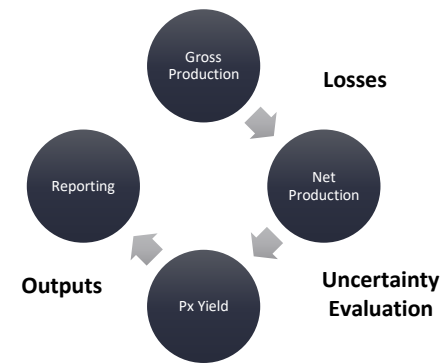 Gross
Production
Losses
Net
Production
Uncertainty
Evaluation
Px Yield
Outputs
Reporting